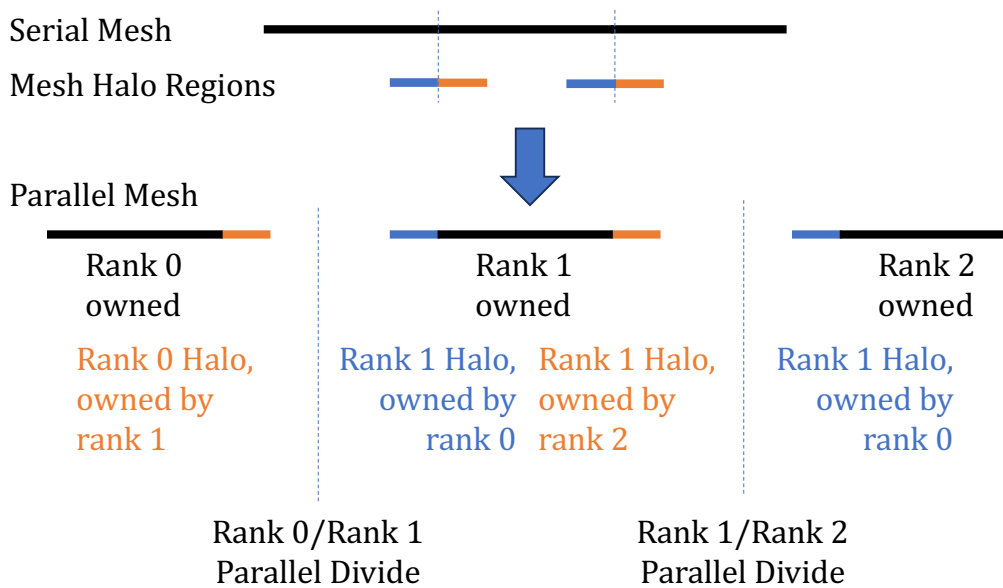 Serial Mesh
Mesh Halo Regions
Parallel Mesh
Rank 0
owned
Rank 1
owned
Rank 2
owned
Rank 0 Halo,
owned by
rank 1
Rank 1 Halo,
owned by
rank 0
Rank 1 Halo,
owned by
rank 2
Rank 1 Halo,
owned by
rank 0
Rank 0/Rank 1
Parallel Divide
Rank 1/Rank 2
Parallel Divide